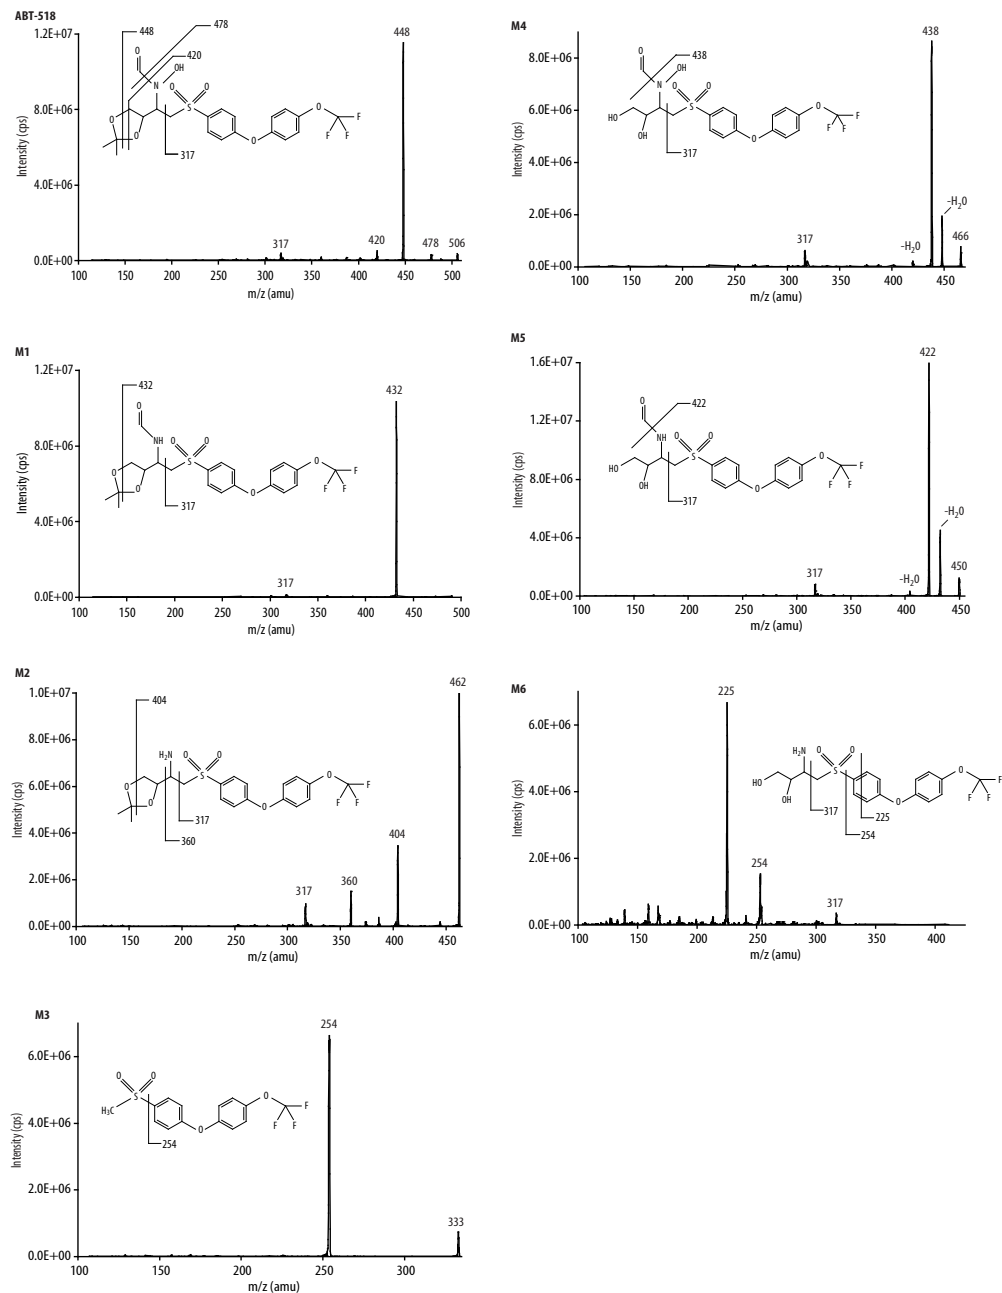 ABT-518
Intensity (cps)
1.2E+07
8.0E+06
4.0E+06
0.0E+00
100 150 200 250 300 350 400 450 500
m/z (amu)
448
478
420
O
OH
N
O O
S
O
O
O
O
F
F F
317
317
420
448
478
506
M4
Intensity (cps)
8.0E+06
6.0E+06
4.0E+06
2.0E+06
0.0E+00
100 150 200 250 300 350 400 450
m/z (amu)
O
438
OH
N
O O
S
HO
OH
O
O
F
F F
317
317
438
-H2O
-H2O
466
M1
Intensity (cps)
1.2E+07
8.0E+06
4.0E+06
0.0E+00
100 150 200 250 300 350 400 450 500
m/z (amu)
432
O
NH
O O
S
O
O
O
O
F
F F
317
317
432
M5
Intensity (cps)
1.6E+07
1.2E+07
8.0E+06
4.0E+06
0.0E+00
100 150 200 250 300 350 400 450
m/z (amu)
O
422
NH
O O
S
HO
OH
O
O
F
F F
317
317
422
-H2O
-H2O
450
M2
Intensity (cps)
1.0E+07
8.0E+06
6.0E+06
4.0E+06
2.0E+06
0.0E+00
100 150 200 250 300 350 400 450
m/z (amu)
404
H2N
O O
S
O
O
O
O
F
F F
317
360
317
360
404
462
M6
Intensity (cps)
6.0E+06
4.0E+06
2.0E+06
0.0E+00
100 150 200 250 300 350 400
m/z (amu)
225
254
317
H2N
O O
S
HO
OH
O
O
F
F F
317
225
254
M3
Intensity (cps)
6.0E+06
4.0E+06
2.0E+06
0.0E+00
100 150 200 250 300
m/z (amu)
O O
S
H3C
O
O
F
F F
254
254
333